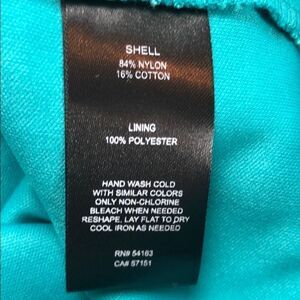 SHELL
84% NYLON
16% COTTON
LINING
100% POLYESTER
HAND WASH COLD
WITH SIMILAR COLORS
ONLY NON-CHLORINE
BLEACH WHEN NEEDED
RESHAPE, LAY FLAT TO DRY
COOL IRON AS NEEDED
RN# 54163
CA# 57151